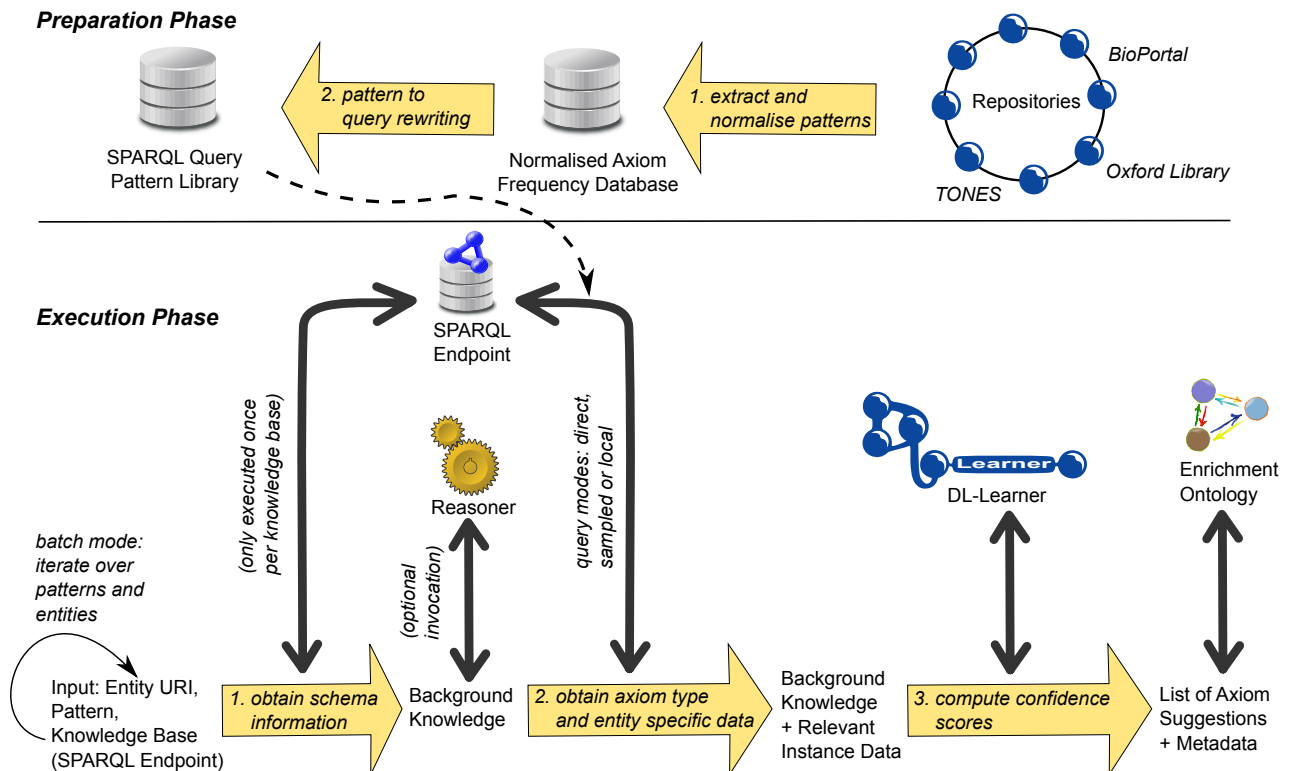 Preparation Phase
BioPortal
Repositories
Oxford Library
TONES
1. extract and
normalise patterns
Normalised Axiom
Frequency Database
2. pattern to
query rewriting
SPARQL Query
Pattern Library
Execution Phase
SPARQL
Endpoint
(only executed once
per knowledge base)
Reasoner
(optional
invocation)
query modes: direct,
sampled or local
Learner
DL-Learner
Enrichment
Ontology
batch mode:
iterate over
patterns and
entities
Input: Entity URI,
Pattern,
Knowledge Base
(SPARQL Endpoint)
1. obtain schema
information
Background
Knowledge
2. obtain axiom type
and entity specific data
Background
Knowledge
+ Relevant
Instance Data
3. compute confidence
scores
List of Axiom
Suggestions
+ Metadata